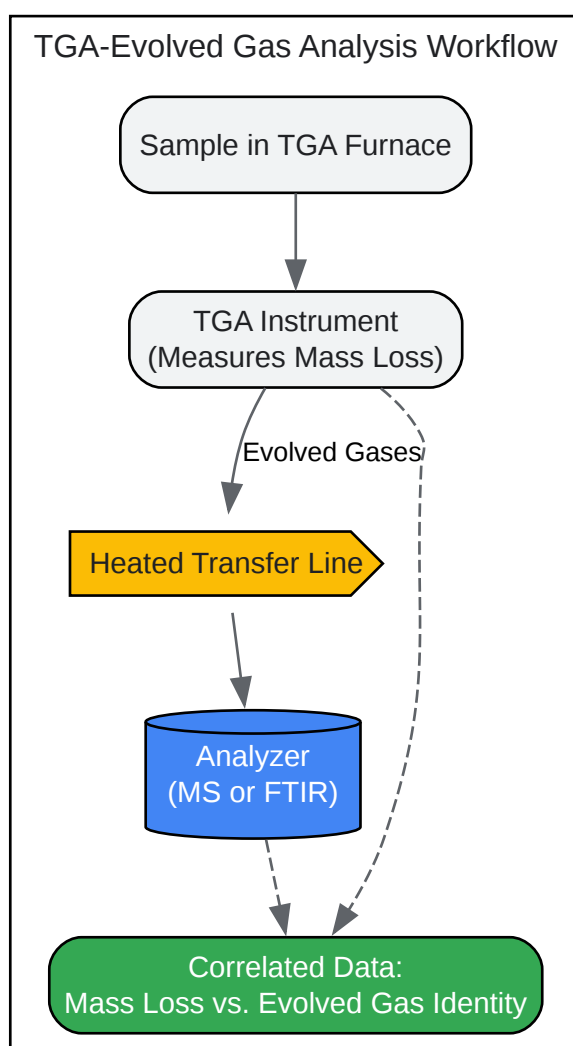 TGA-Evolved Gas Analysis Workflow
Sample in TGA Furnace
TGA Instrument
(Measures Mass Loss)
Evolved Gases
Heated Transfer Line
Analyzer
(MS or FTIR)
Correlated Data:
Mass Loss vs. Evolved Gas Identity